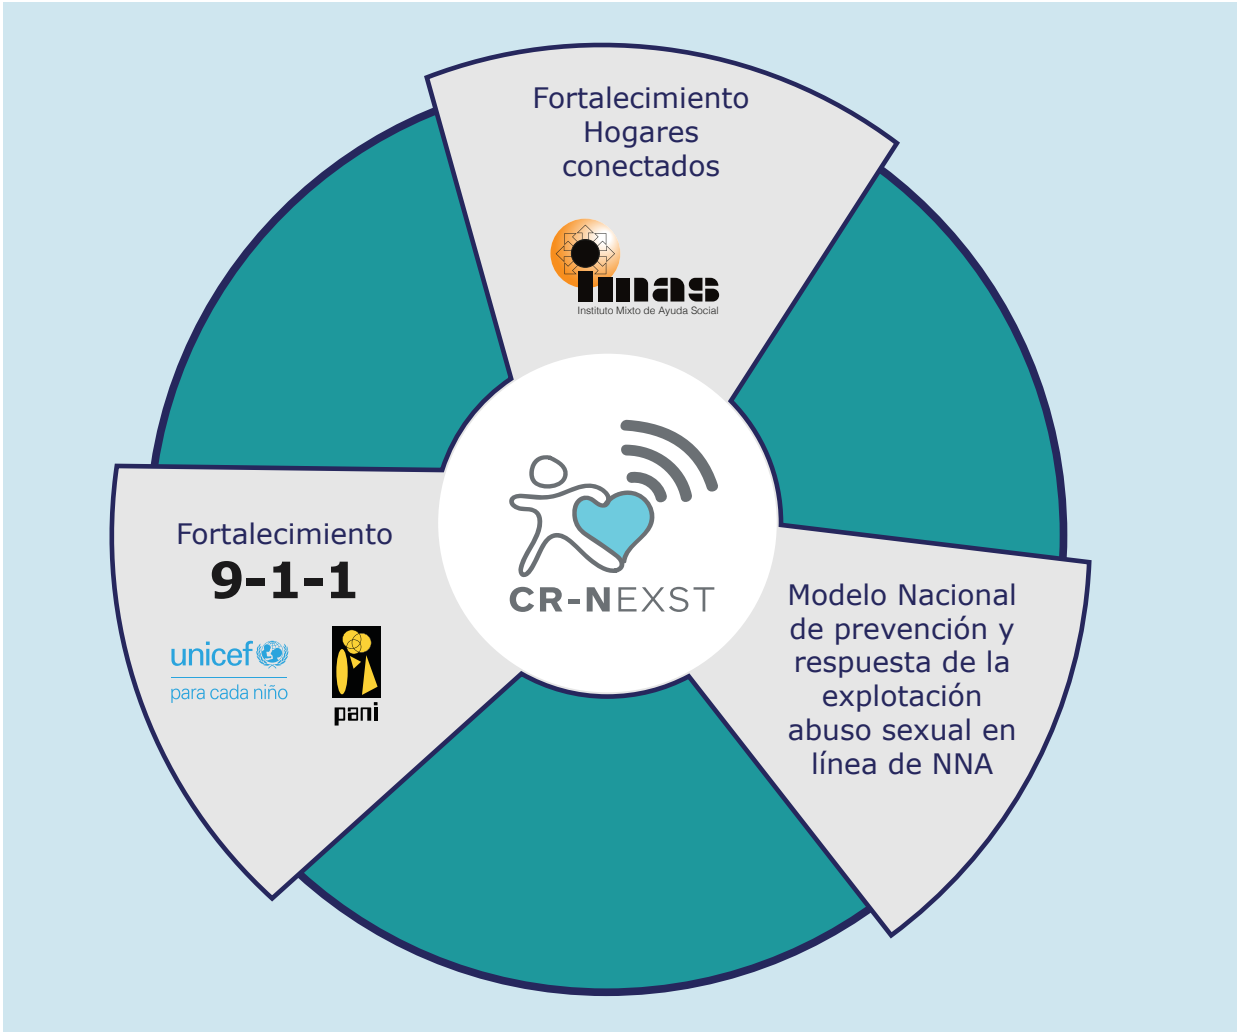 Fortalecimiento
Hogares
conectados
imas
Instituto Mixto de Ayuda Social
CR-NEXST
Fortalecimiento
9-1-1
unicef
para cada niño
pani
Modelo Nacional
de prevención y
respuesta de la
explotación
abuso sexual en
línea de NNA